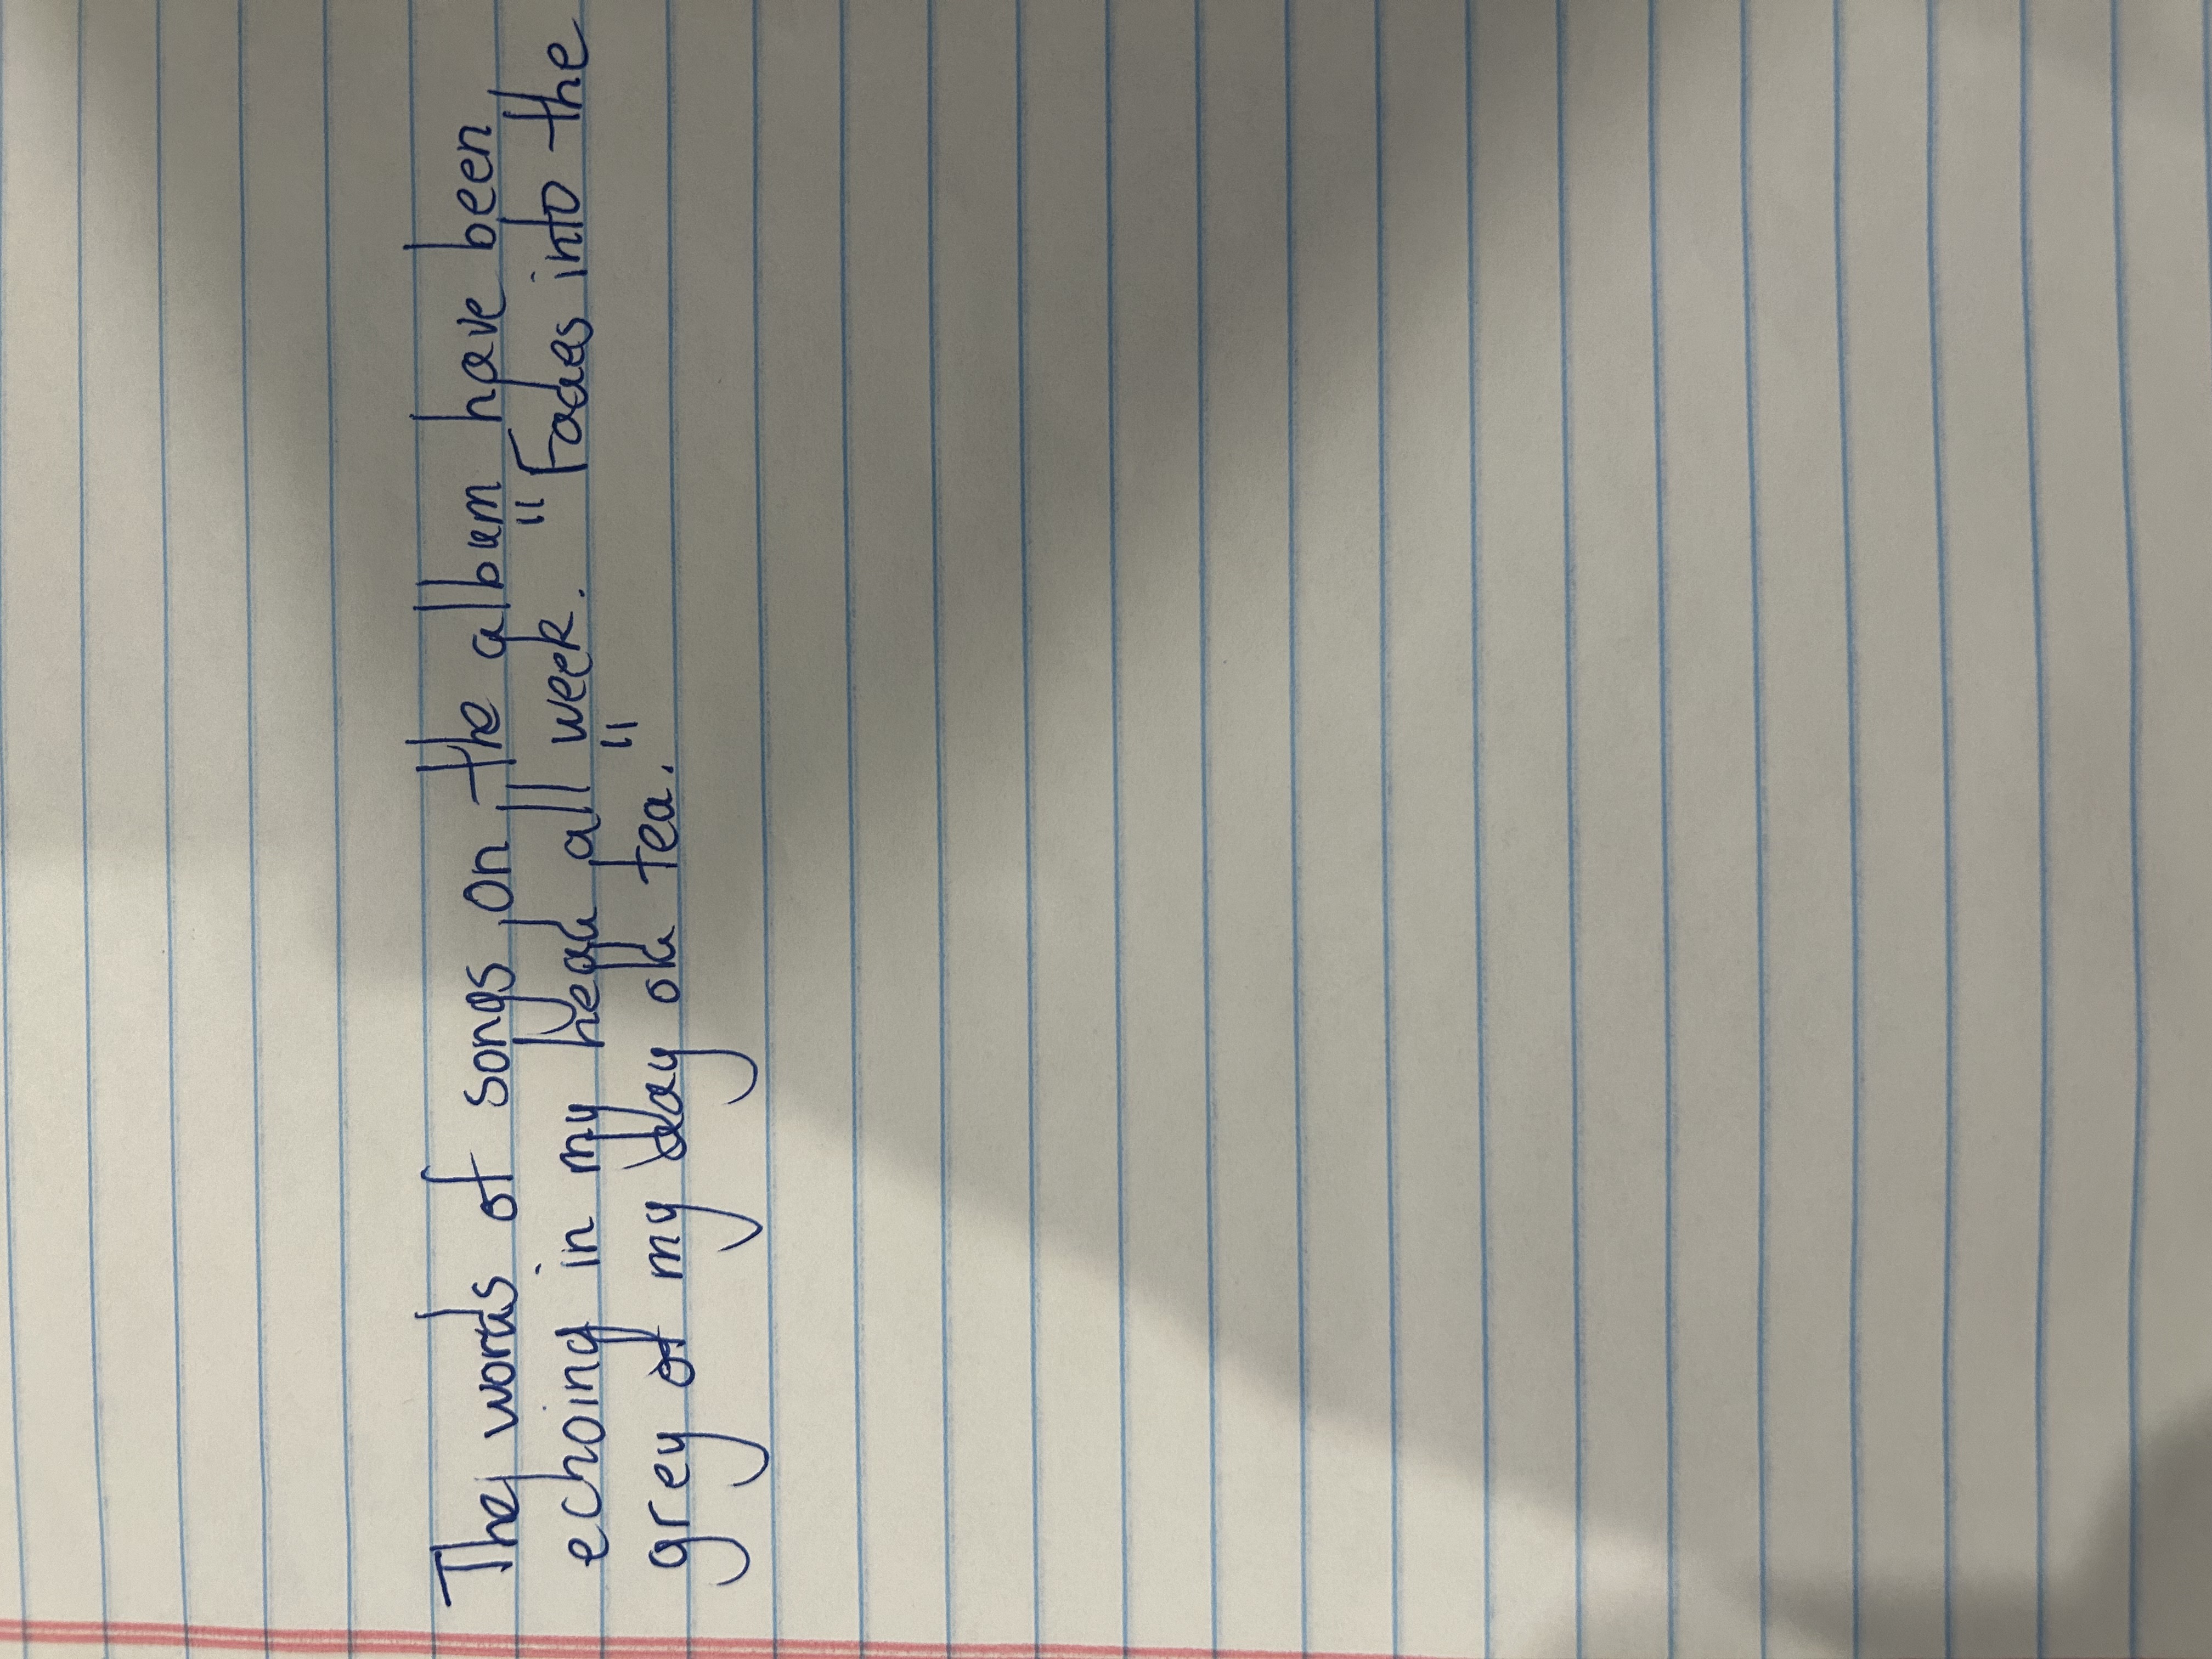 The words of songs on the album have been
echoing in my head all week. "Fades into the
grey of my day old tea."